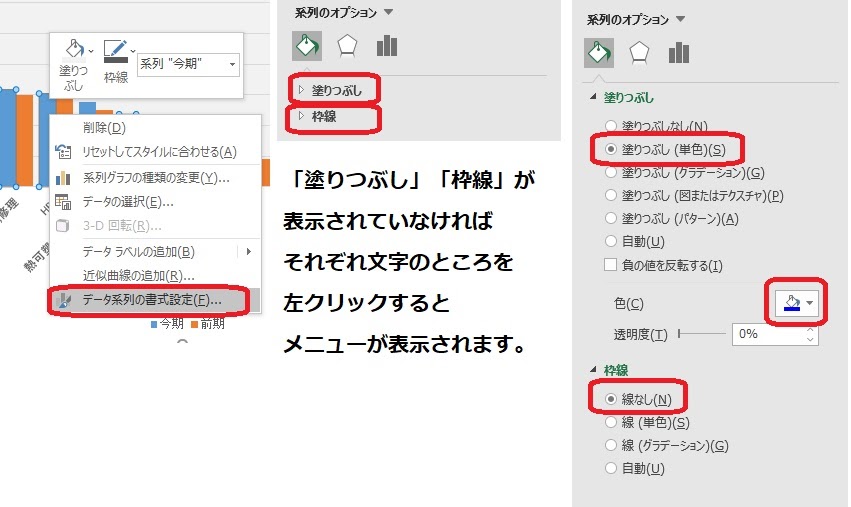 塗りつ
ぶし
枠線
系列 "今期"
削除(D)
リセットしてスタイルに合わせる(A)
系列グラフの種類の変更(Y)...
データの選択(E)...
3-D 回転(R)...
データ ラベルの追加(B)
近似曲線の追加(R)...
データ系列の書式設定(F)...
今期 前期
修理
熱可塑
系列のオプション
塗りつぶし
枠線
「塗りつぶし」「枠線」が
表示されていなければ
それぞれ文字のところを
左クリックすると
メニューが表示されます。
系列のオプション
塗りつぶし
塗りつぶしなし(N)
塗りつぶし (単色)(S)
塗りつぶし (グラデーション)(G)
塗りつぶし (図またはテクスチャ)(P)
塗りつぶし (パターン)(A)
自動(U)
負の値を反転する(I)
色(C)
透明度(T)
0%
枠線
線なし(N)
線 (単色)(S)
線 (グラデーション)(G)
自動(U)